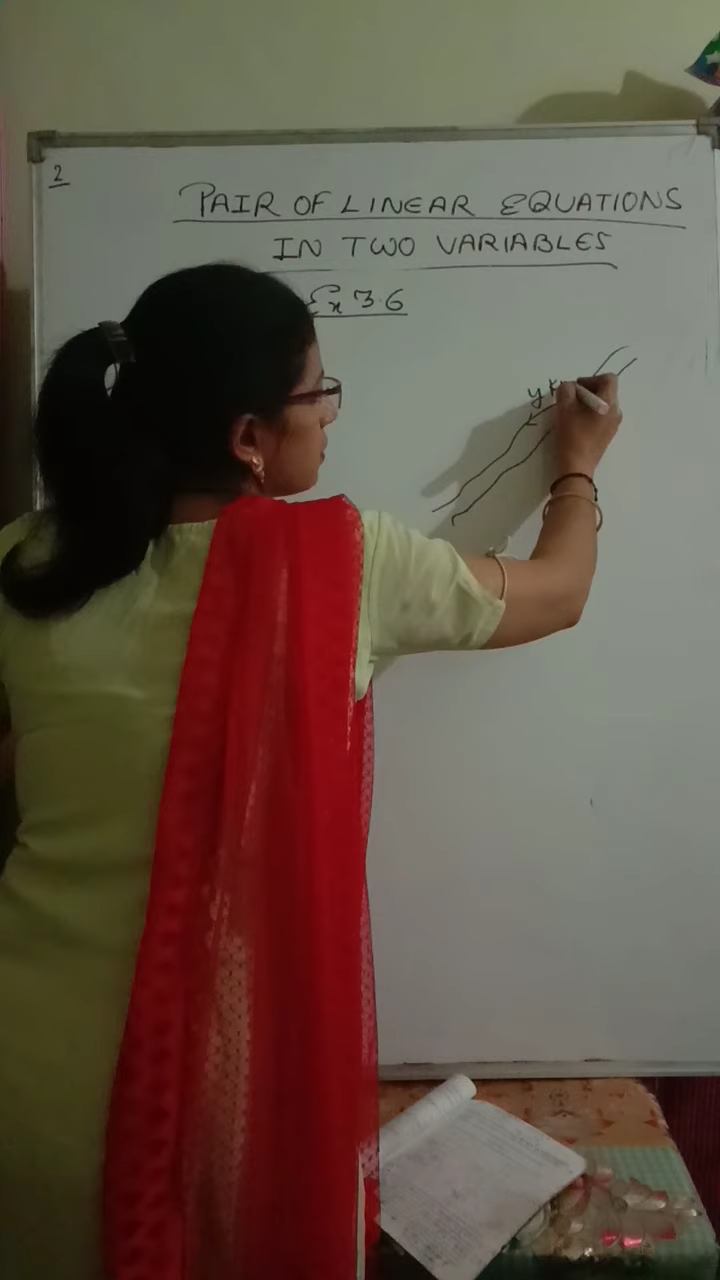 2
PAIR OF LINEAR EQUATIONS
IN TWO VARIABLES
Ex 3.6
y k